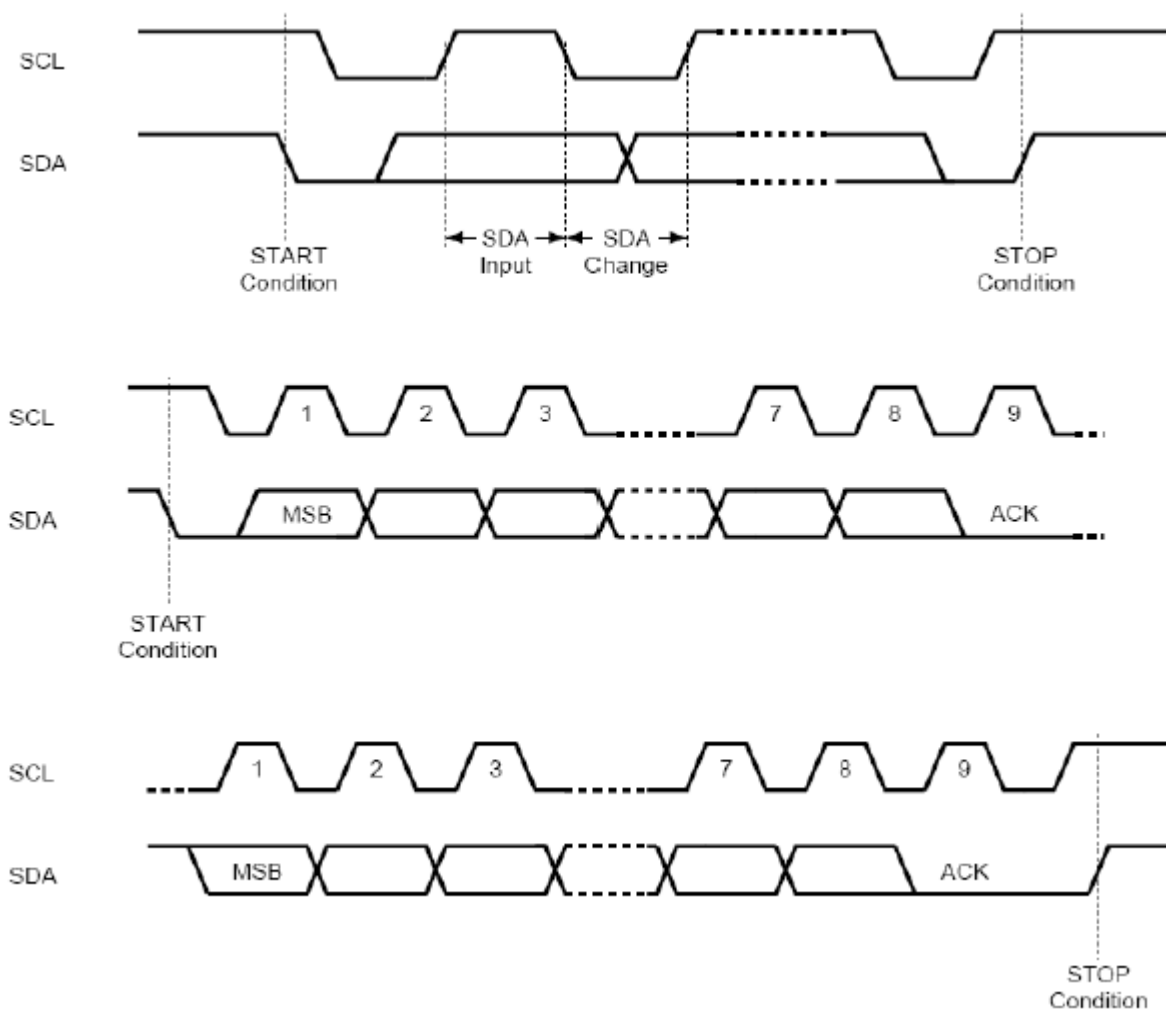 SCL
SDA
SDA
Input
SDA
Change
START
Condition
STOP
Condition
SCL
1
2
3
7
8
9
SDA
MSB
ACK
START
Condition
SCL
1
2
3
7
8
9
SDA
MSB
ACK
STOP
Condition